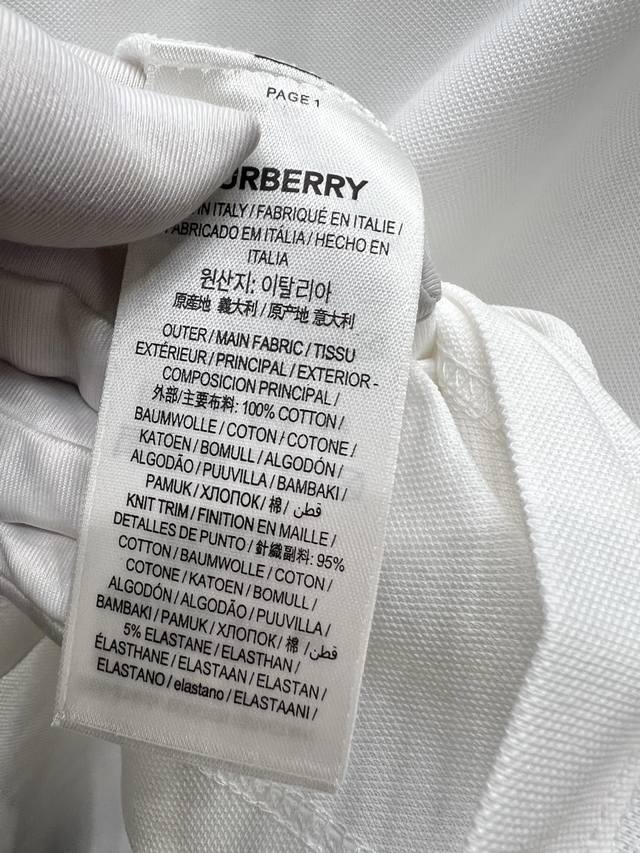 PAGE 1
URBERRY
IN ITALY / FABRIQUÉ EN ITALIE /
FABRICADO EM ITÁLIA / HECHO EN
ITALIA
원산지: 이탈리아
原産地 義大利 / 原产地 意大利
OUTER / MAIN FABRIC / TISSU
EXTÉRIEUR / PRINCIPAL / EXTERIOR -
COMPOSICION PRINCIPAL /
外部/主要布料: 100% COTTON /
BAUMWOLLE / COTON / COTONE /
KATOEN / BOMULL / ALGODÓN /
ALGODÃO / PUUVILLA / BAMBAKI /
PAMUK / ХЛОПОК / 棉 / قطن /
KNIT TRIM / FINITION EN MAILLE /
DETALLES DE PUNTO / 針織副料: 95%
COTTON / BAUMWOLLE / COTON /
COTONE / KATOEN / BOMULL /
ALGODÓN / ALGODÃO / PUUVILLA /
BAMBAKI / PAMUK / ХЛОПОК / 棉 / قطن /
5% ELASTANE / ELASTHAN /
ÉLASTHANE / ELASTAAN / ELASTAN /
ELASTANO / elastano / ELASTAANI /